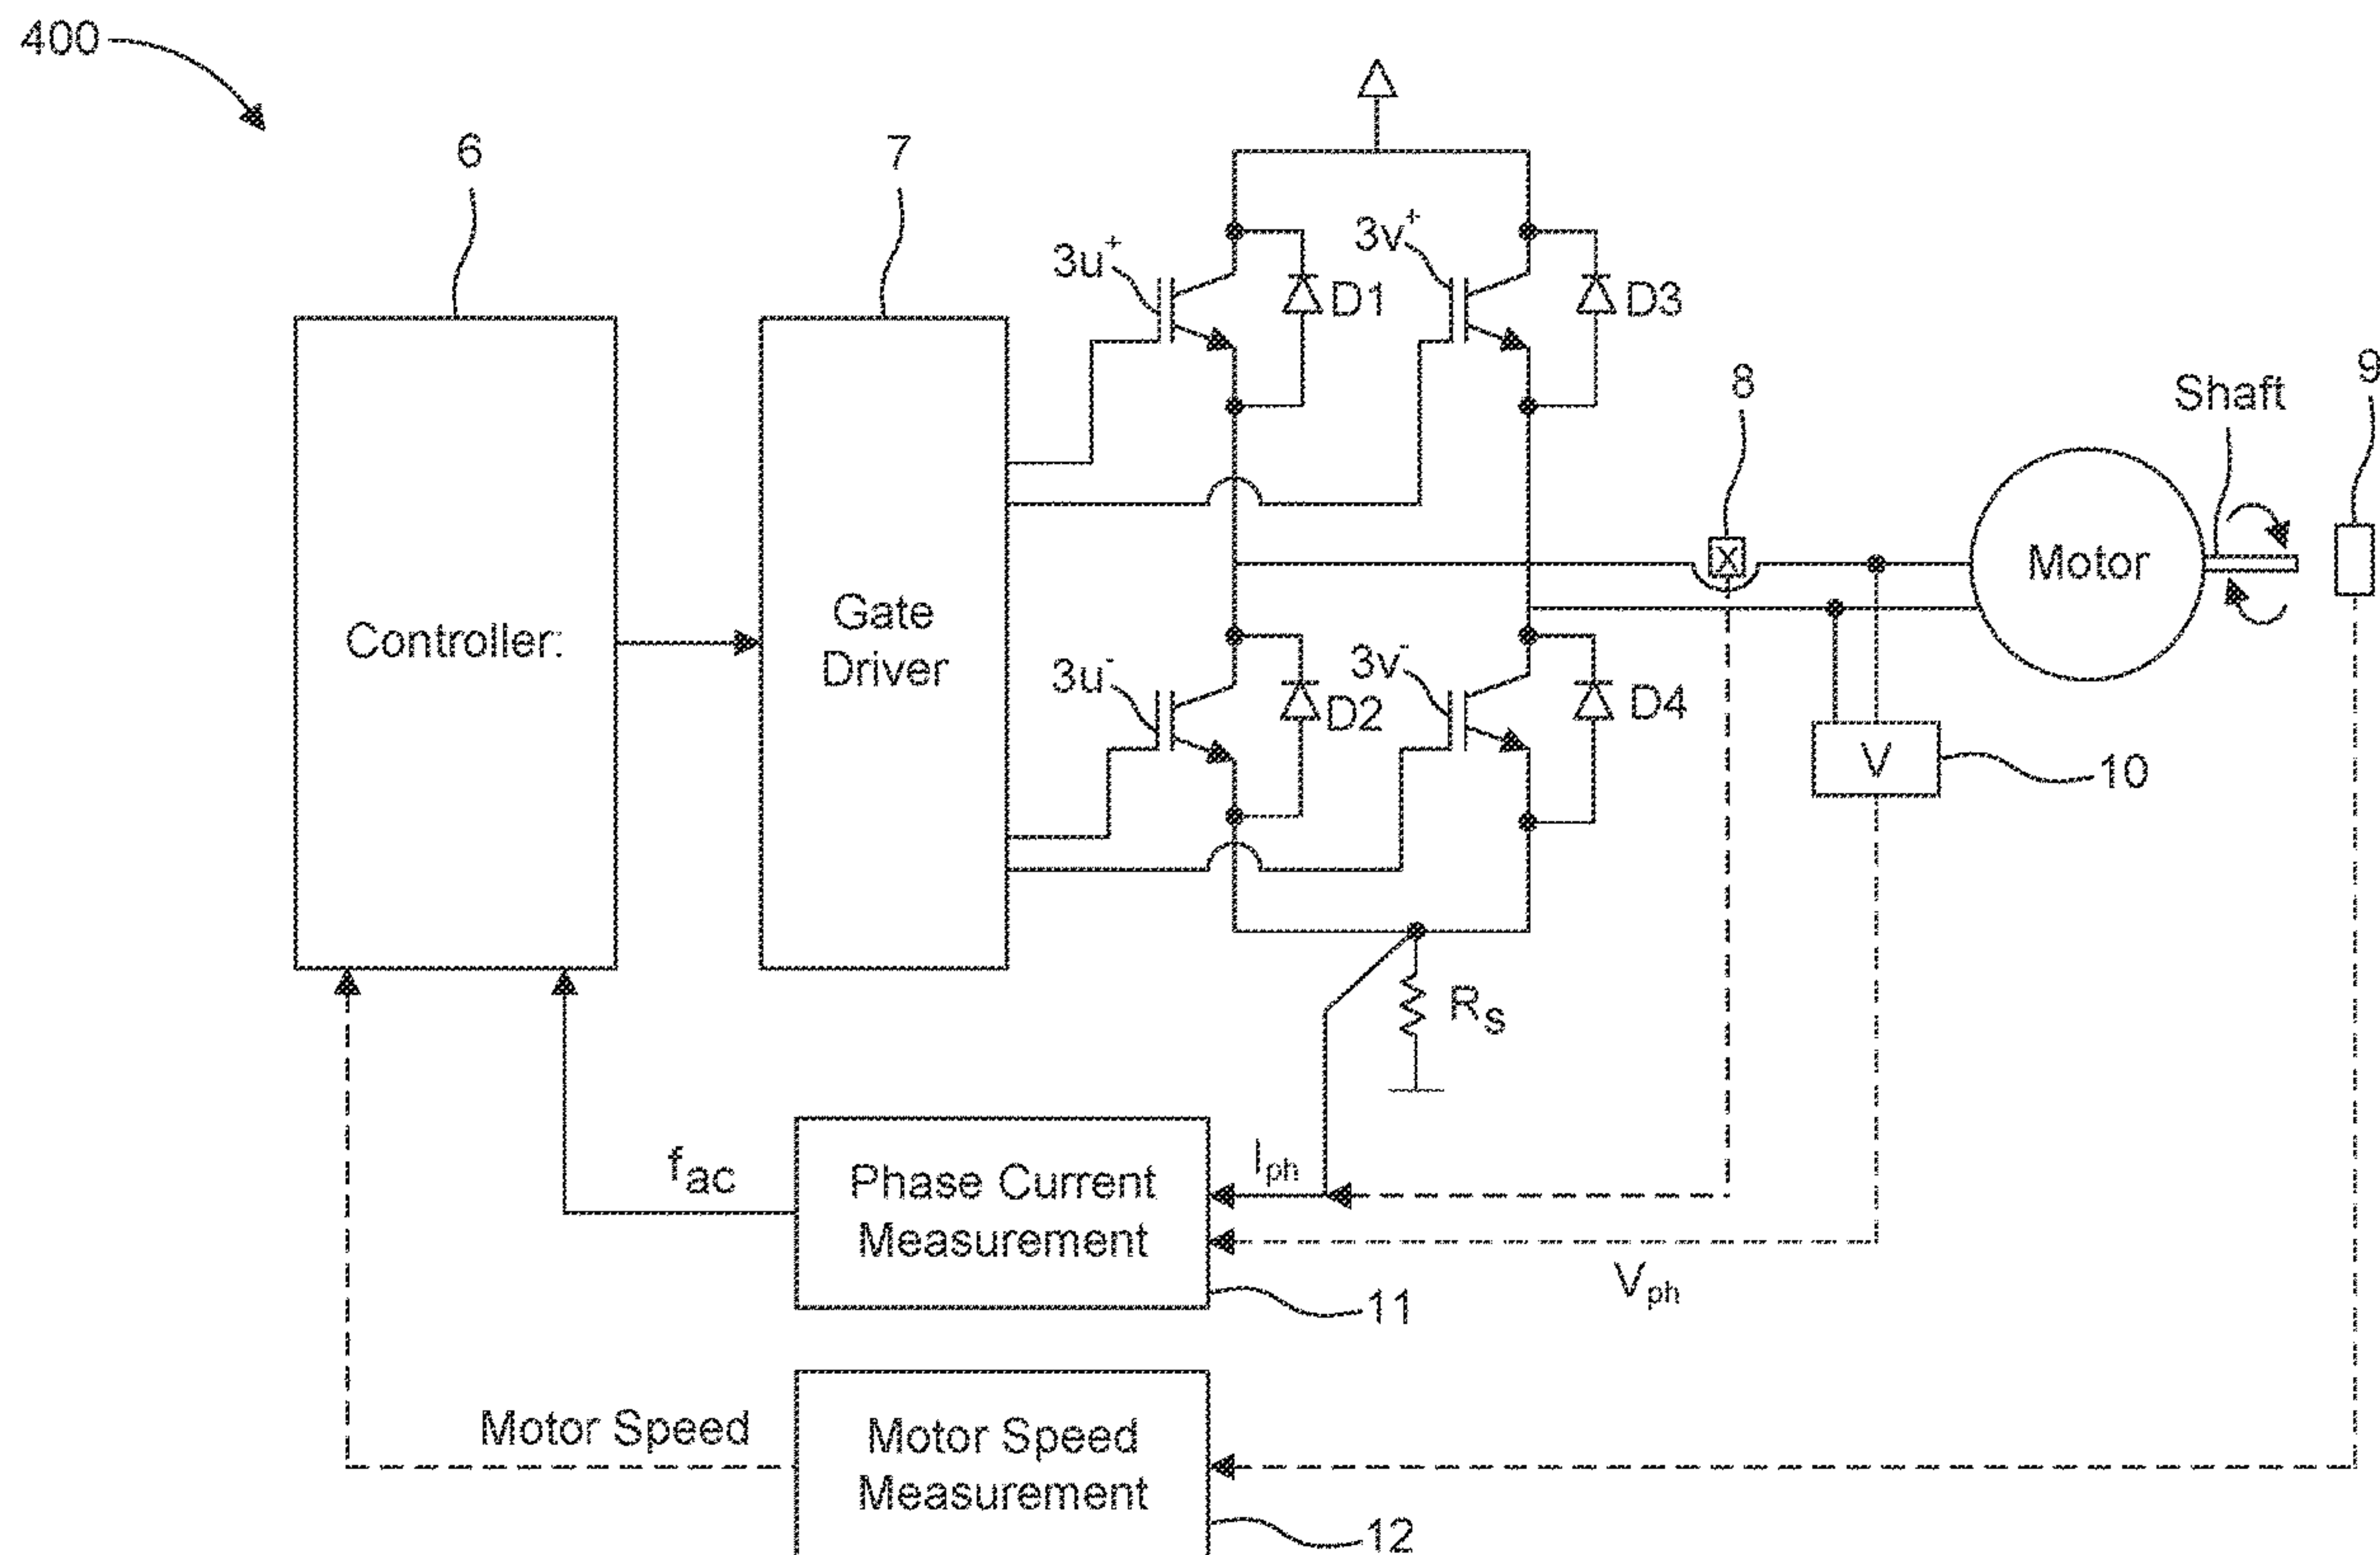 400
6
7
3u+
D1
3v+
D3
8
Shaft
9
Controller:
Gate
Driver
Motor
3u-
D2
3v-
D4
V
10
Rs
fac
Phase Current
Measurement
Iph
Vph
11
Motor Speed
Motor Speed
Measurement
12
X